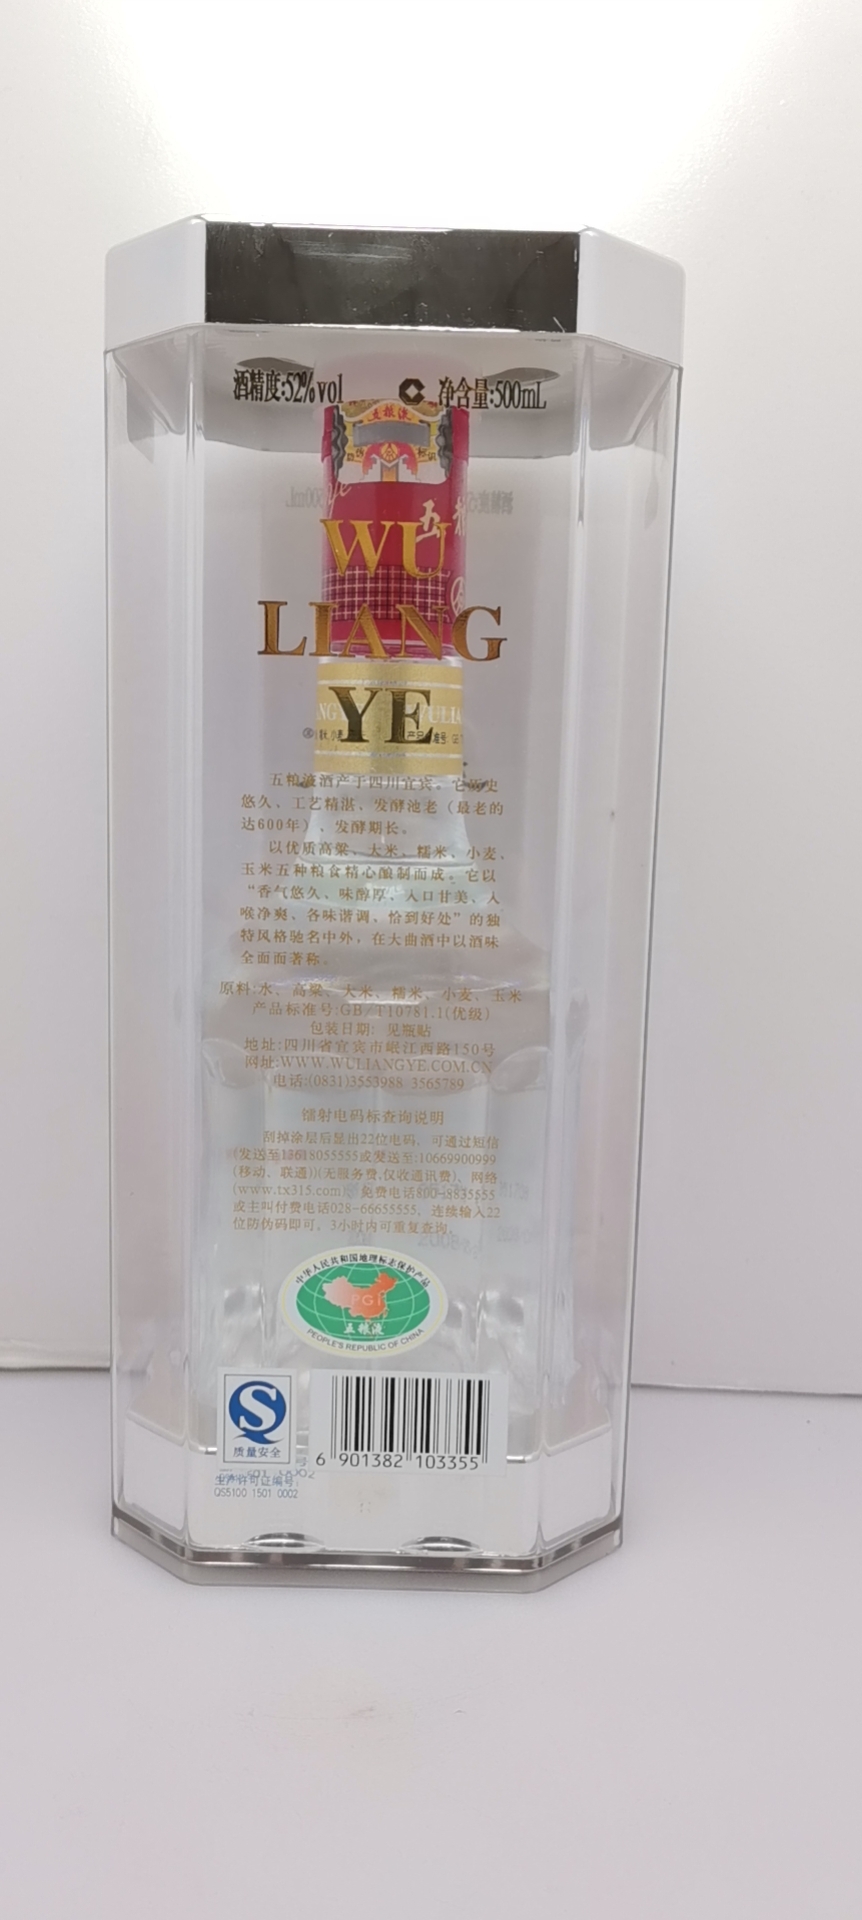 酒精度:52%vol 净含量:500mL
五粮液
WU
LIANG
YE
五粮液酒产于四川宜宾。它历史
悠久、工艺精湛、发酵池老（最老的
达600年）、发酵期长。
以优质高粱、大米、糯米、小麦、
玉米五种粮食精心酿制而成。它以
“香气悠久、味醇厚、入口甘美、入
喉净爽、各味谐调、恰到好处”的独
特风格驰名中外，在大曲酒中以酒味
全面而著称。
原料:水、高粱、大米、糯米、小麦、玉米
产品标准号:GB/T10781.1(优级)
包装日期: 见瓶贴
地址:四川省宜宾市岷江西路150号
网址:WWW.WULIANGYE.COM.CN
电话:(0831)3553988 3565789
镭射电码标查询说明
刮掉涂层后显出22位电码，可通过短信
(发送至13618055555或发送至:10669900999
(移动、联通)(无服务费,仅收通讯费)、网络
(www.tx315.com)、免费电话800-8835555
或主叫付费电话028-66655555，连续输入22
位防伪码即可，3小时内可重复查询。
中华人民共和国地理标志保护产品
PGI
五粮液
PEOPLE'S REPUBLIC OF CHINA
质量安全
生产许可证编号:
QS5100 1501 0002
6 901382 103355